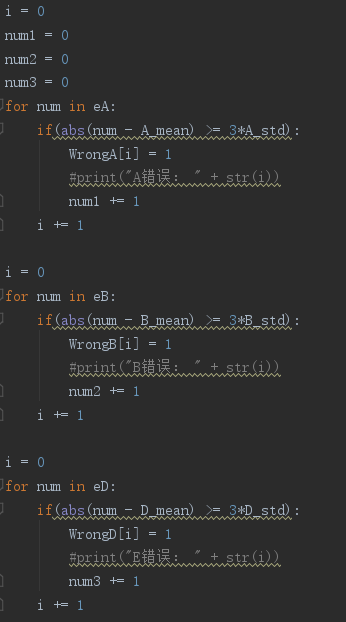 i = 0
num1 = 0
num2 = 0
num3 = 0
for num in eA:
    if(abs(num - A_mean) >= 3*A_std):
        WrongA[i] = 1
        #print("A错误: " + str(i))
        num1 += 1
    i += 1

i = 0
for num in eB:
    if(abs(num - B_mean) >= 3*B_std):
        WrongB[i] = 1
        #print("B错误: " + str(i))
        num2 += 1
    i += 1

i = 0
for num in eD:
    if(abs(num - D_mean) >= 3*D_std):
        WrongD[i] = 1
        #print("E错误: " + str(i))
        num3 += 1
    i += 1